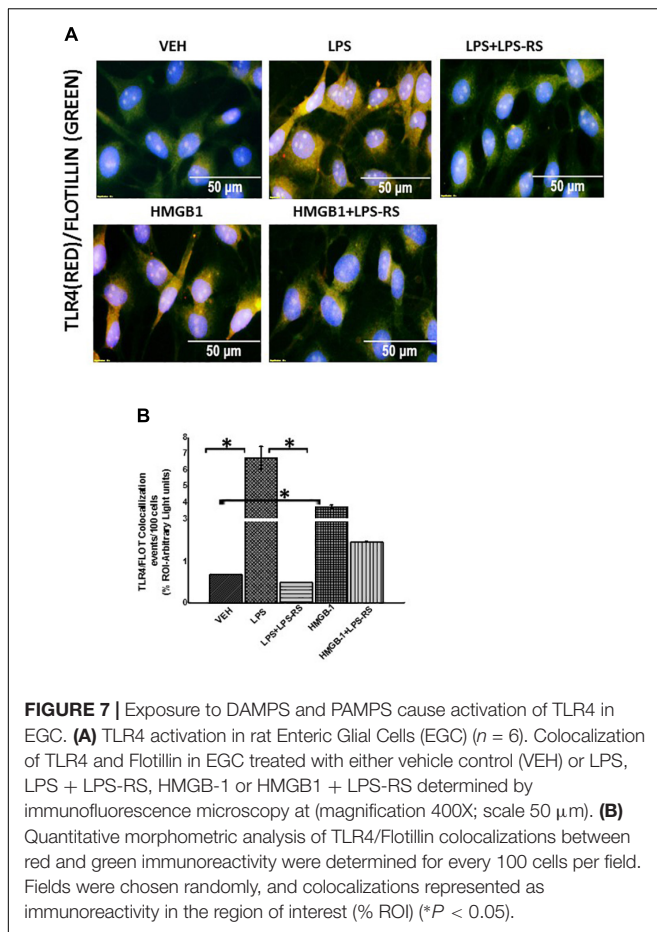 A
VEH
LPS
LPS+LPS-RS
TLR4(RED)/FLOTILLIN (GREEN)
50 µm
50 µm
50 µm
HMGB1
HMGB1+LPS-RS
50 µm
50 µm
B
TLR4/FLOT Colocalization
events/100 cells
(% ROI-Arbitrary Light units)
8
7
6
5
4
3
1
0
*
*
*
VEH
LPS
LPS+LPS-RS
HMGB-1
HMGB-1+LPS-RS
FIGURE 7 | Exposure to DAMPS and PAMPS cause activation of TLR4 in
EGC. (A) TLR4 activation in rat Enteric Glial Cells (EGC) (n = 6). Colocalization
of TLR4 and Flotillin in EGC treated with either vehicle control (VEH) or LPS,
LPS + LPS-RS, HMGB-1 or HMGB1 + LPS-RS determined by
immunofluorescence microscopy at (magnification 400X; scale 50 µm). (B)
Quantitative morphometric analysis of TLR4/Flotillin colocalizations between
red and green immunoreactivity were determined for every 100 cells per field.
Fields were chosen randomly, and colocalizations represented as
immunoreactivity in the region of interest (% ROI) (*P < 0.05).